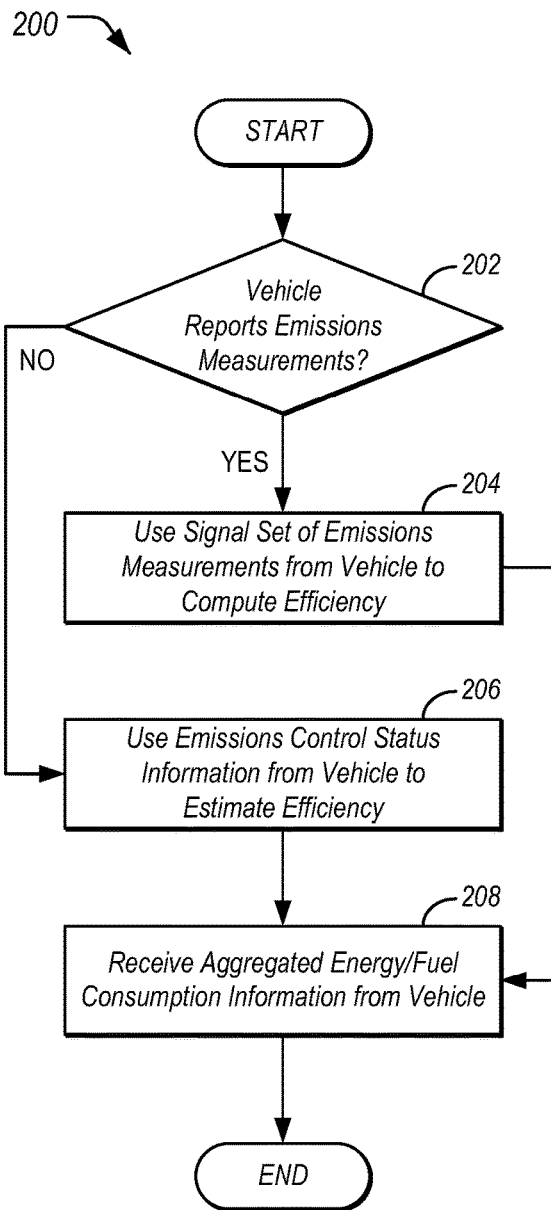 200
START
202
Vehicle
Reports Emissions
Measurements?
NO
YES
204
Use Signal Set of Emissions
Measurements from Vehicle to
Compute Efficiency
206
Use Emissions Control Status
Information from Vehicle to
Estimate Efficiency
208
Receive Aggregated Energy/Fuel
Consumption Information from Vehicle
END